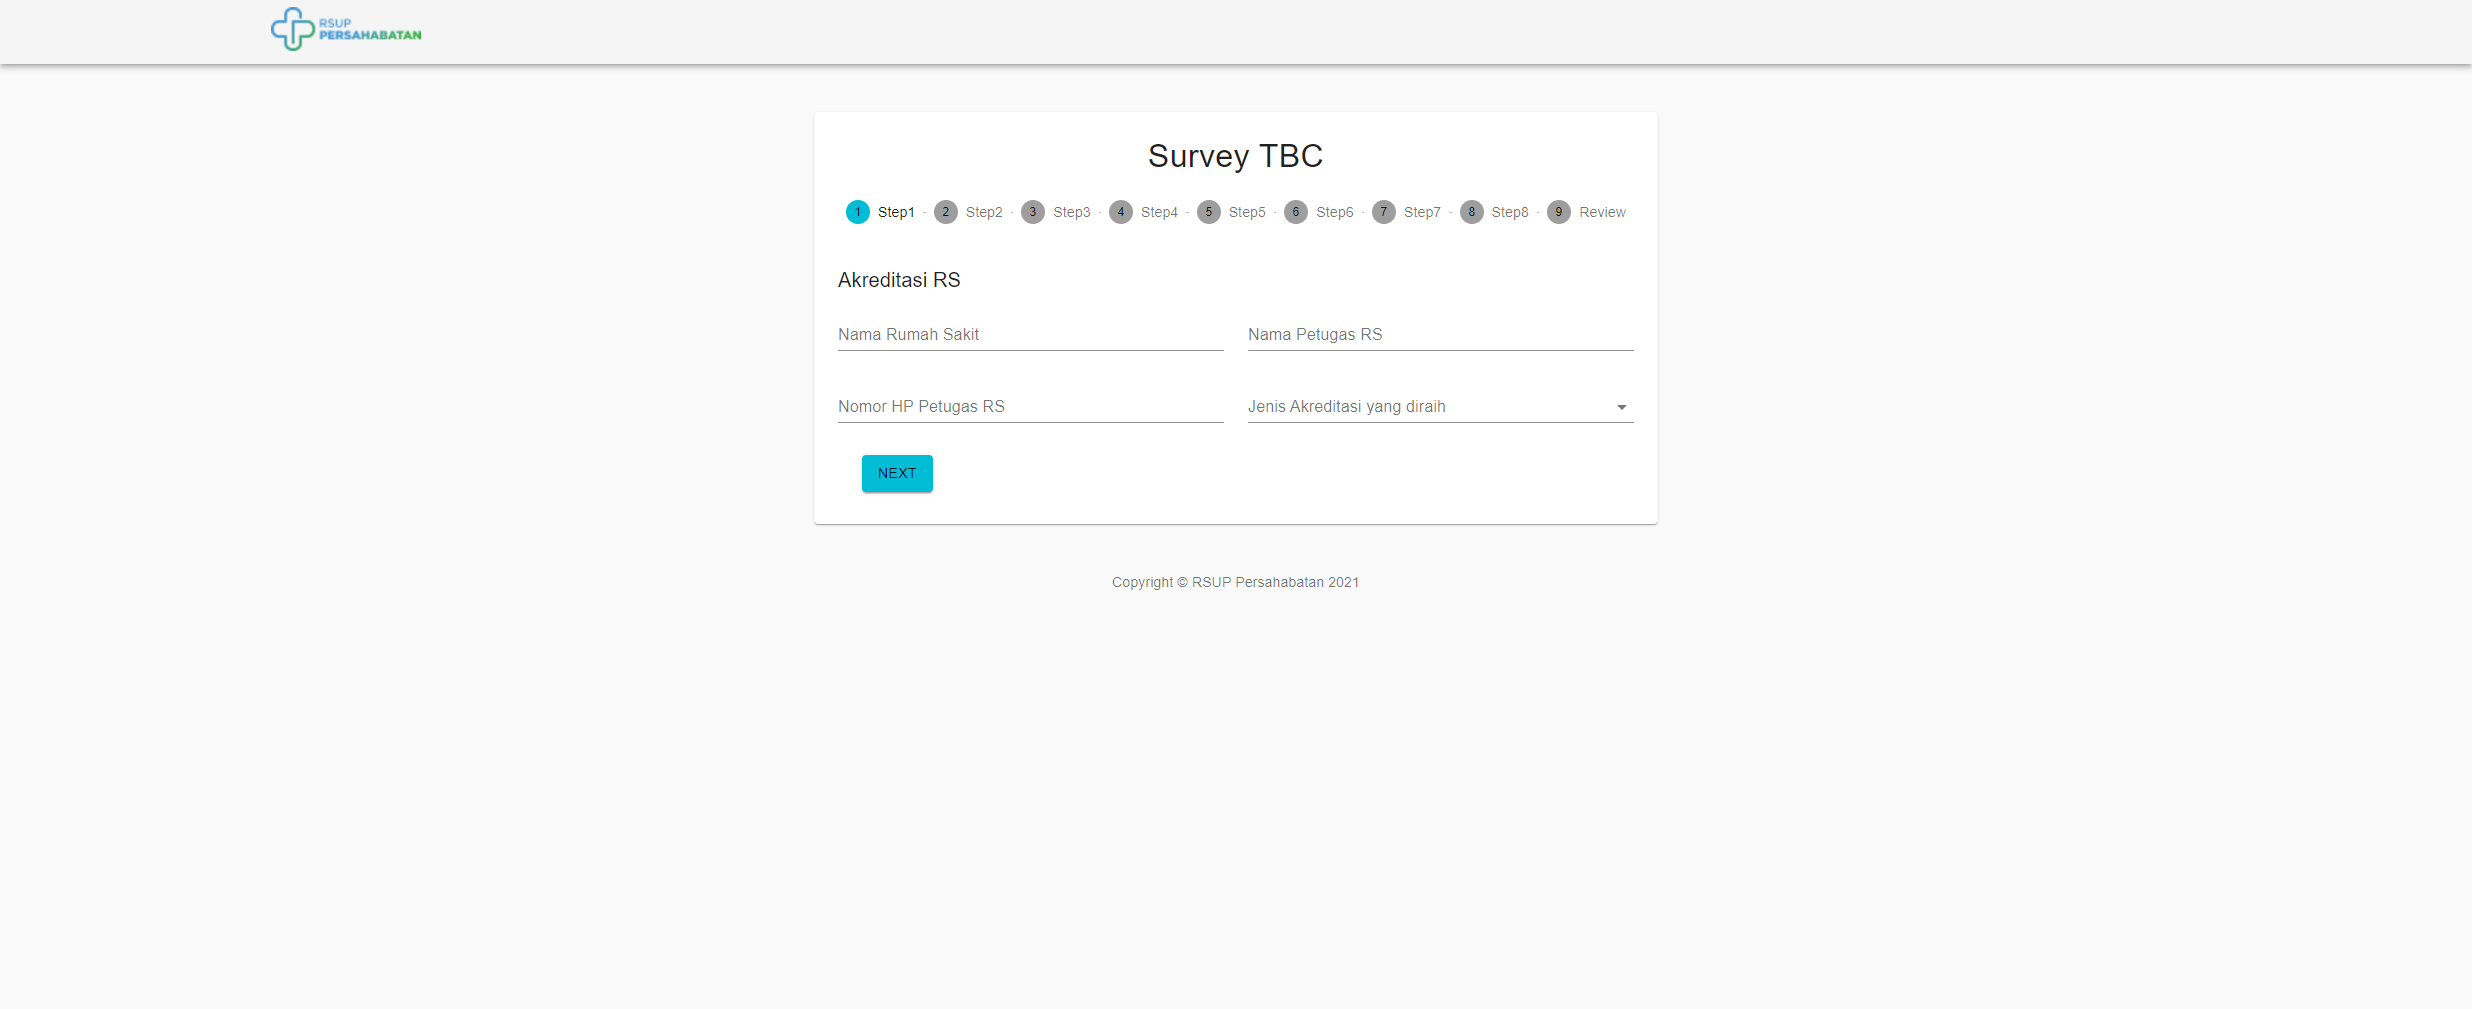 RSUP
PERSAHABATAN
Survey TBC
1 Step1 2 Step2 3 Step3 4 Step4 5 Step5 6 Step6 7 Step7 8 Step8 9 Review
Akreditasi RS
Nama Rumah Sakit Nama Petugas RS
Nomor HP Petugas RS Jenis Akreditasi yang diraih
NEXT
Copyright © RSUP Persahabatan 2021